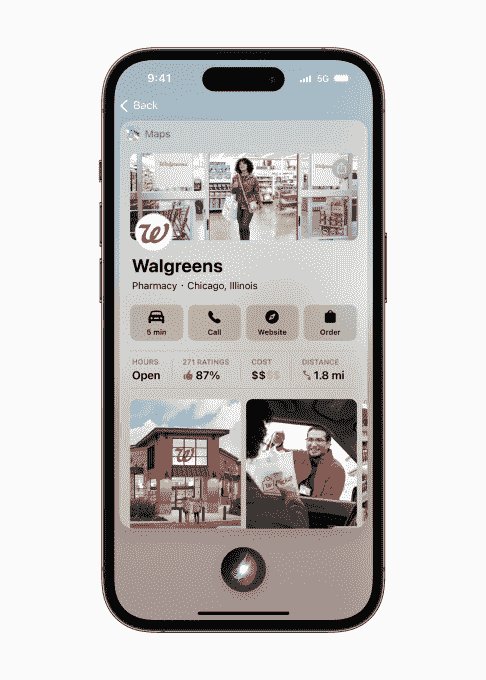 9:41
5G
Back
Maps
Walgreens
Walgreens
Pharmacy · Chicago, Illinois
5 min
Call
Website
Order
HOURS
271 RATINGS
COST
DISTANCE
Open
87%
$$$$
1.8 mi